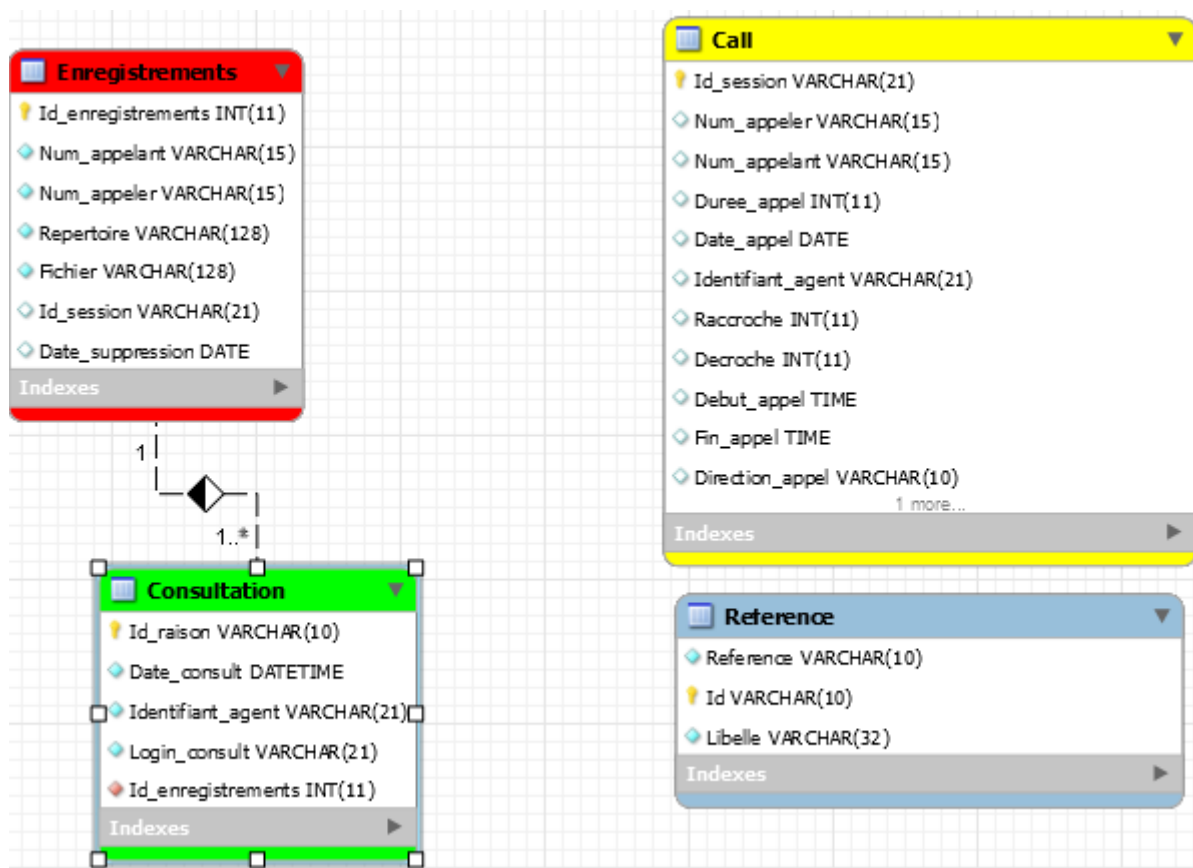 Enregistrements
Id_enregistrements INT(11)
Num_appelant VARCHAR(15)
Num_appeler VARCHAR(15)
Repertoire VARCHAR(128)
Fichier VARCHAR(128)
Id_session VARCHAR(21)
Date_suppression DATE
Indexes
1
1..*
Consultation
Id_raison VARCHAR(10)
Date_consult DATETIME
Identifiant_agent VARCHAR(21)
Login_consult VARCHAR(21)
Id_enregistrements INT(11)
Indexes
Call
Id_session VARCHAR(21)
Num_appeler VARCHAR(15)
Num_appelant VARCHAR(15)
Duree_appel INT(11)
Date_appel DATE
Identifiant_agent VARCHAR(21)
Raccroche INT(11)
Decroche INT(11)
Debut_appel TIME
Fin_appel TIME
Direction_appel VARCHAR(10)
1 more...
Indexes
Reference
Reference VARCHAR(10)
Id VARCHAR(10)
Libelle VARCHAR(32)
Indexes